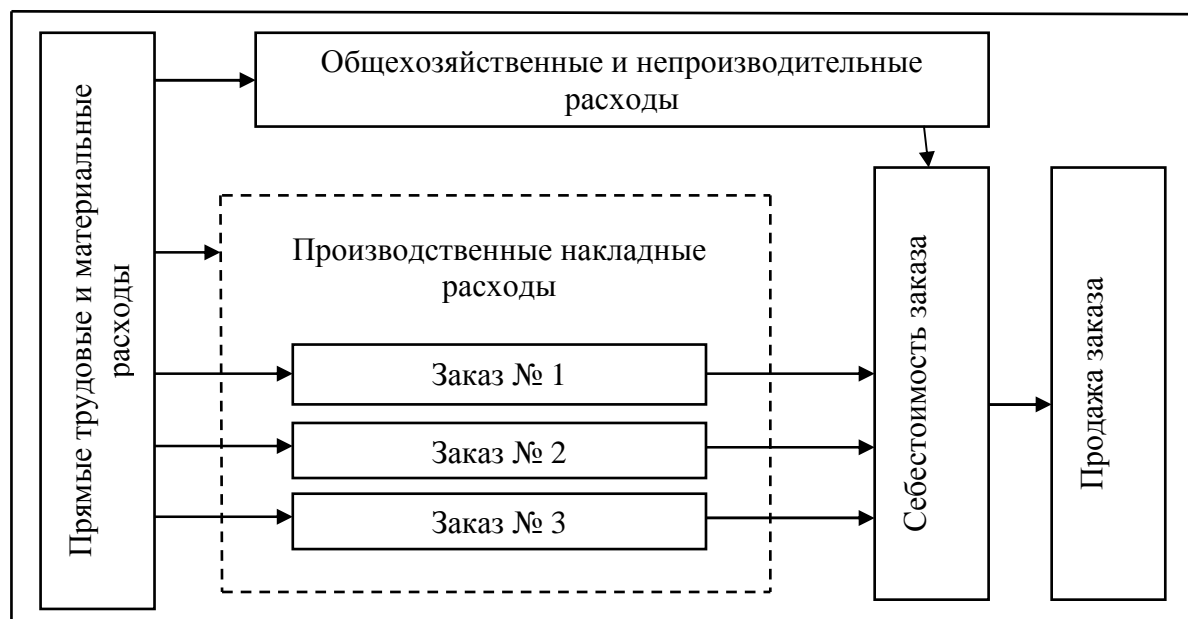 Прямые трудовые и материальные
расходы
Общехозяйственные и непроизводительные
расходы
Производственные накладные
расходы
Заказ № 1
Заказ № 2
Заказ № 3
Себестоимость заказа
Продажа заказа